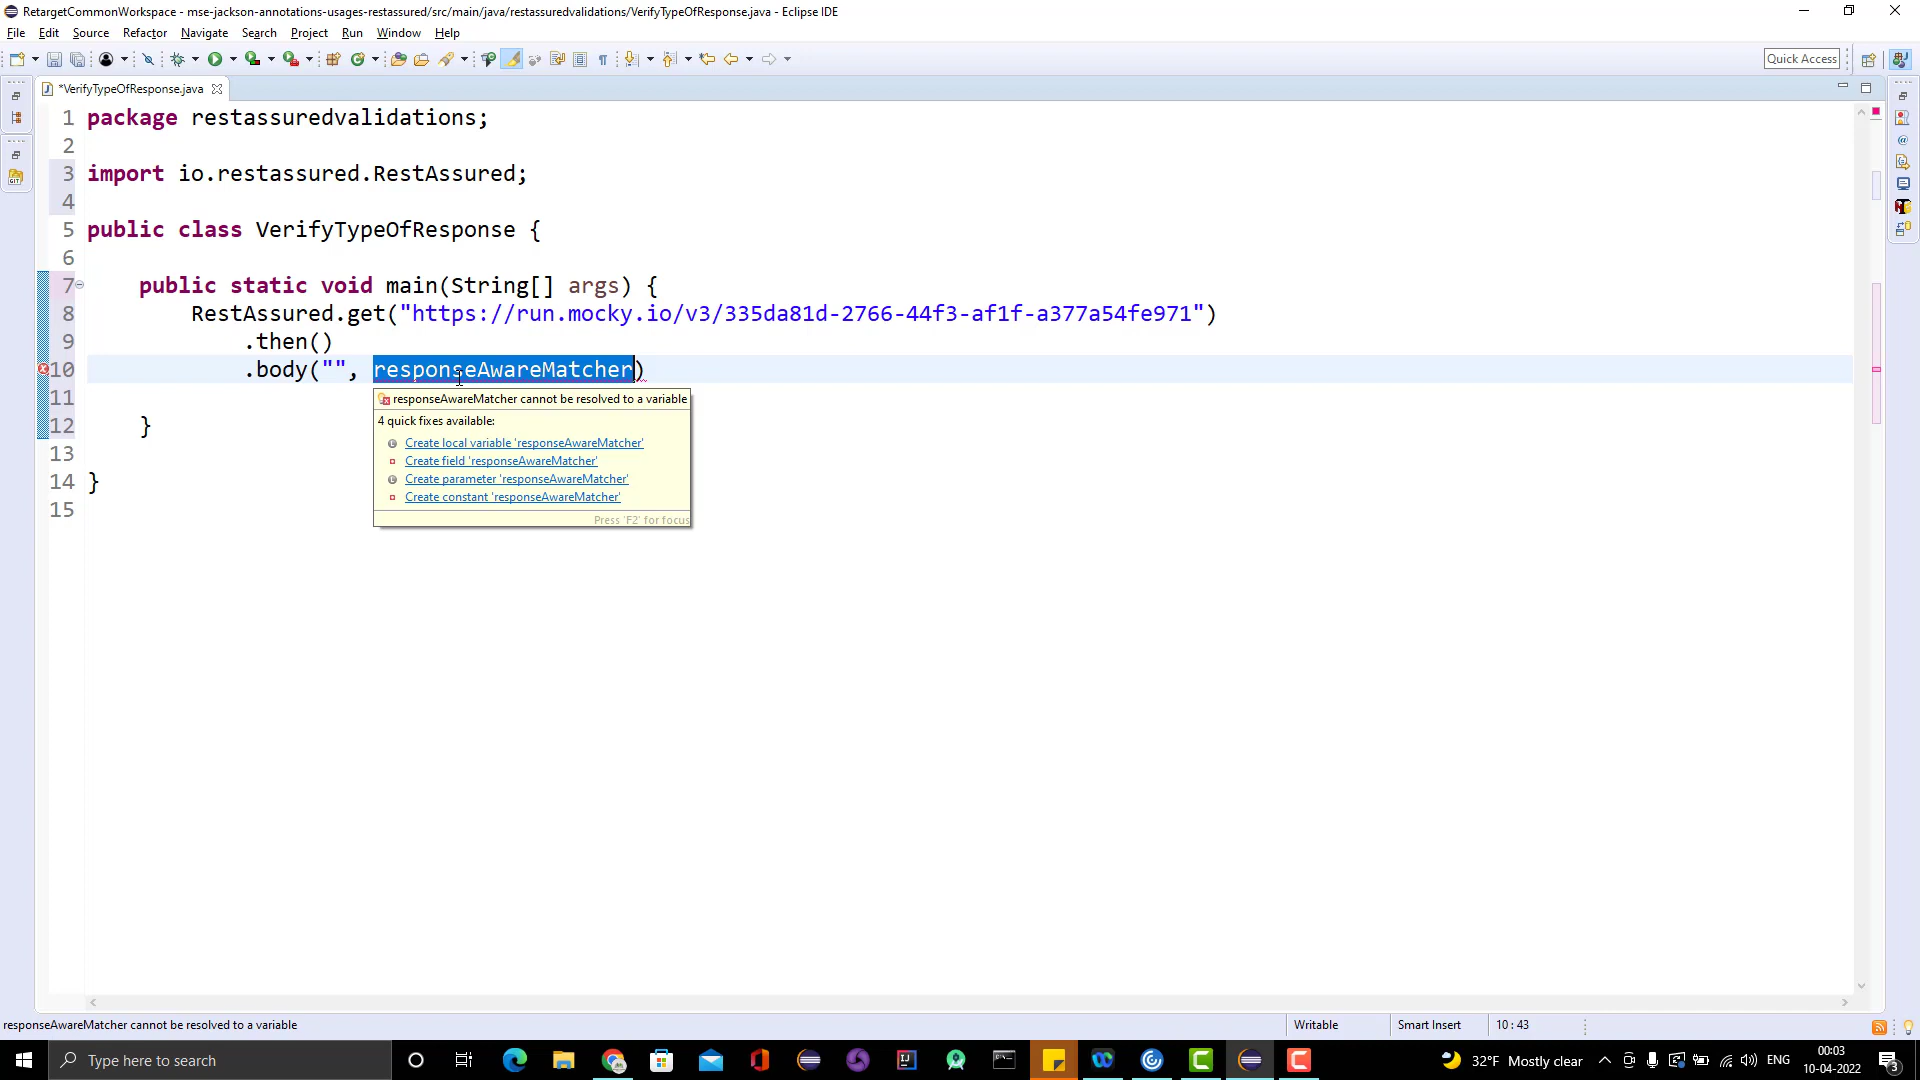 RetargetCommonWorkspace - mse-jackson-annotations-usages-restassured/src/main/java/restassuredvalidations/VerifyTypeOfResponse.java - Eclipse IDE
File Edit Source Refactor Navigate Search Project Run Window Help
Quick Access
*VerifyTypeOfResponse.java
1 package restassuredvalidations;
2
3 import io.restassured.RestAssured;
4
5 public class VerifyTypeOfResponse {
6
7 public static void main(String[] args) {
8 RestAssured.get("https://run.mocky.io/v3/335da81d-2766-44f3-af1f-a377a54fe971")
9 .then()
10 .body("", responseAwareMatcher)
11
12 }
13
14 }
15
responseAwareMatcher cannot be resolved to a variable
4 quick fixes available:
Create local variable 'responseAwareMatcher'
Create field 'responseAwareMatcher'
Create parameter 'responseAwareMatcher'
Create constant 'responseAwareMatcher'
Press 'F2' for focus
responseAwareMatcher cannot be resolved to a variable Writable Smart Insert 10 : 43
Type here to search 32°F Mostly clear ENG 00:03
10-04-2022 3